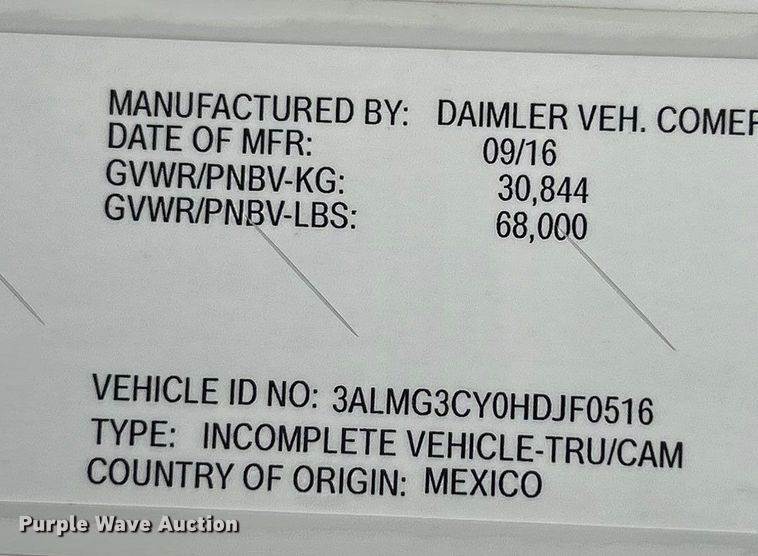 MANUFACTURED BY: DAIMLER VEH. COMER
DATE OF MFR: 09/16
GVWR/PNBV-KG: 30,844
GVWR/PNBV-LBS: 68,000
VEHICLE ID NO: 3ALMG3CY0HDJF0516
TYPE: INCOMPLETE VEHICLE-TRU/CAM
COUNTRY OF ORIGIN: MEXICO
Purple Wave Auction